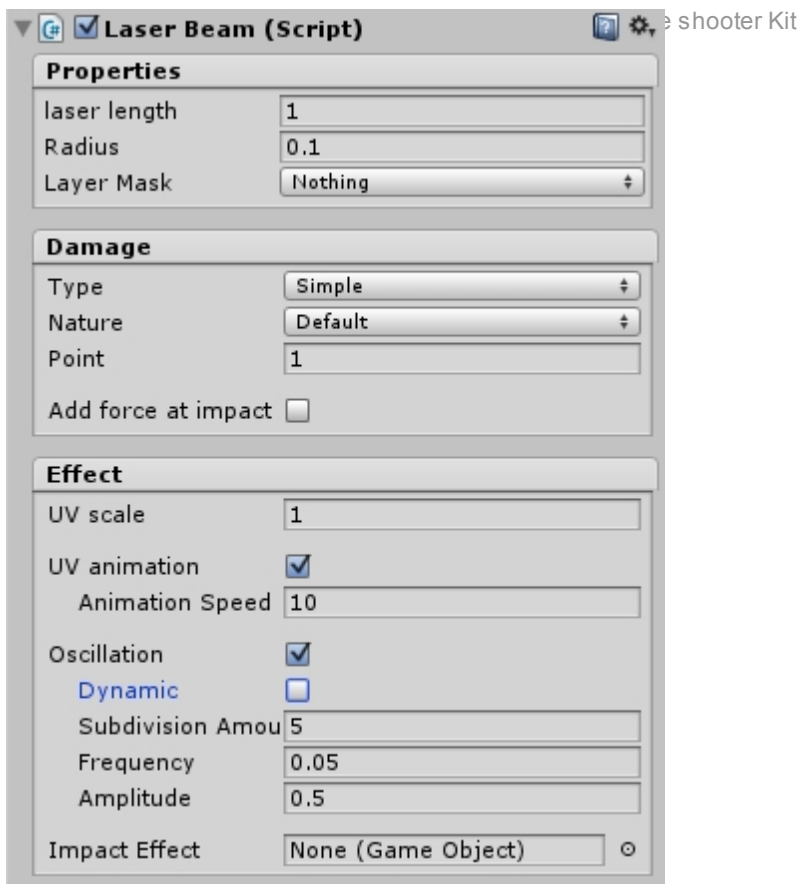 Laser Beam (Script)
shooter Kit
Properties
laser length 1
Radius 0.1
Layer Mask Nothing
Damage
Type Simple
Nature Default
Point 1
Add force at impact
Effect
UV scale 1
UV animation
Animation Speed 10
Oscillation
Dynamic
Subdivision Amou 5
Frequency 0.05
Amplitude 0.5
Impact Effect None (Game Object)